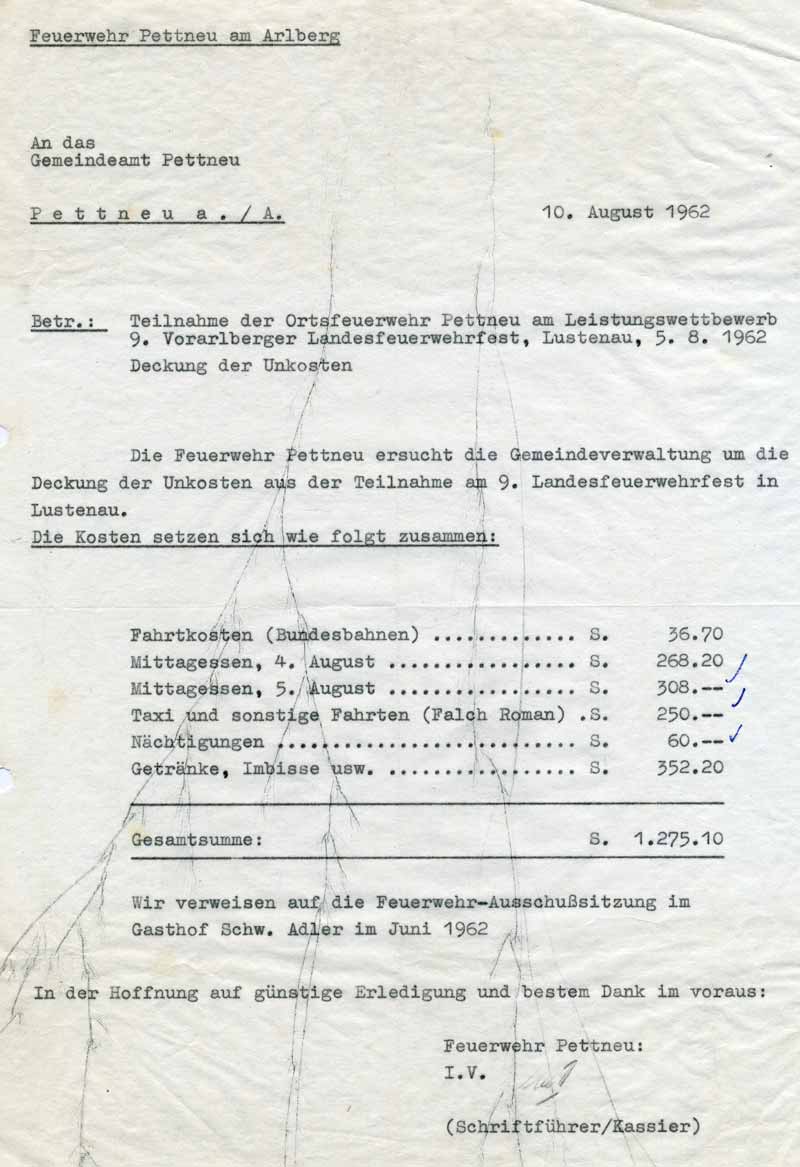 Feuerwehr Pettneu am Arlberg
An das
Gemeindeamt Pettneu
P e t t n e u  a . / A.
10. August 1962
Betr.: Teilnahme der Ortsfeuerwehr Pettneu am Leistungswettbewerb
9. Vorarlberger Landesfeuerwehrfest, Lustenau, 5. 8. 1962
Deckung der Unkosten
Die Feuerwehr Pettneu ersucht die Gemeindeverwaltung um die
Deckung der Unkosten aus der Teilnahme am 9. Landesfeuerwehrfest in
Lustenau.
Die Kosten setzen sich wie folgt zusammen:
Fahrtkosten (Bundesbahnen) ............. S. 36.70
Mittagessen, 4. August ................. S. 268.20
Mittagessen, 5. August ................. S. 308.--
Taxi und sonstige Fahrten (Falch Roman) .S. 250.--
Nächtigungen ........................... S. 60.--
Getränke, Imbisse usw. ................. S. 352.20
Gesamtsumme: S. 1.275.10
Wir verweisen auf die Feuerwehr-Ausschußsitzung im
Gasthof Schw. Adler im Juni 1962
In der Hoffnung auf günstige Erledigung und bestem Dank im voraus:
Feuerwehr Pettneu:
I.V.
(Schriftführer/Kassier)